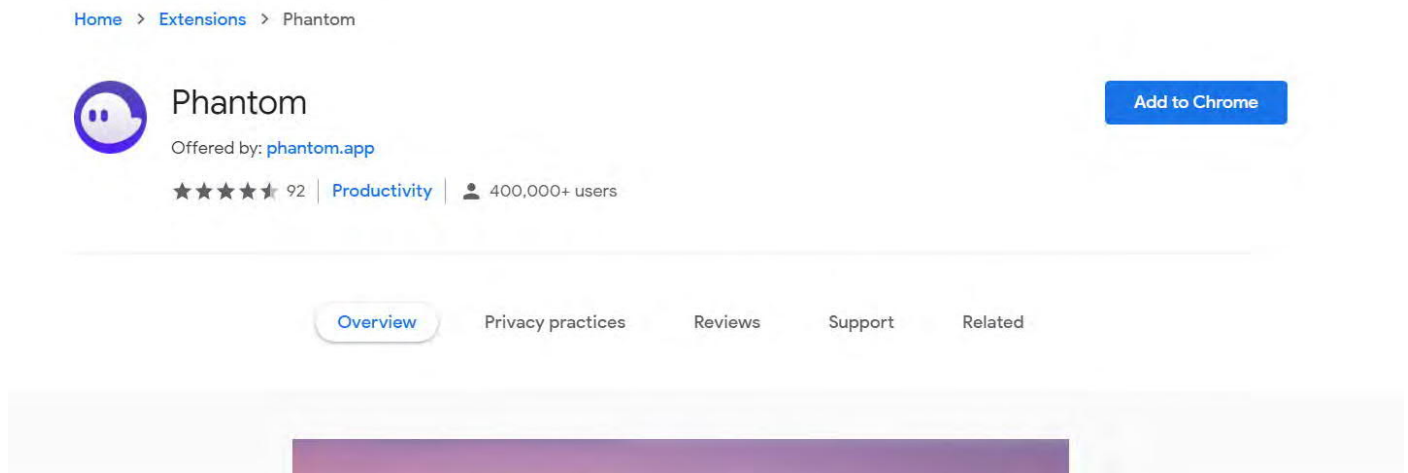 Home > Extensions > Phantom
Phantom
Add to Chrome
Offered by: phantom.app
92 Productivity 400,000+ users
Overview Privacy practices Reviews Support Related